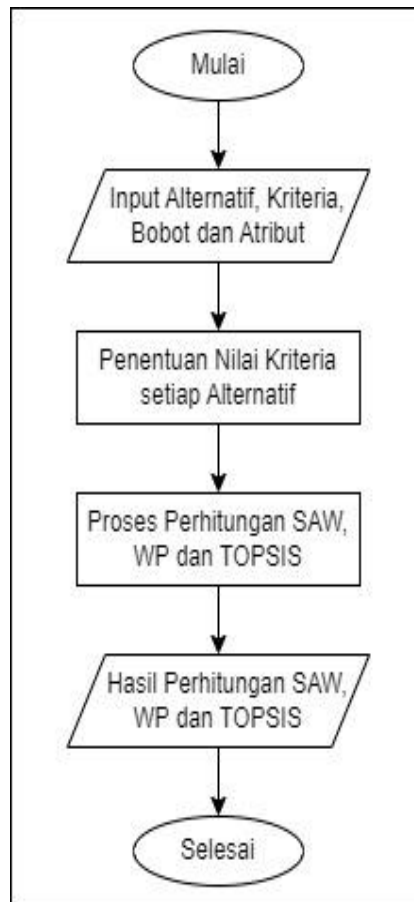 Mulai
Input Alternatif, Kriteria,
Bobot dan Atribut
Penentuan Nilai Kriteria
setiap Alternatif
Proses Perhitungan SAW,
WP dan TOPSIS
Hasil Perhitungan SAW,
WP dan TOPSIS
Selesai